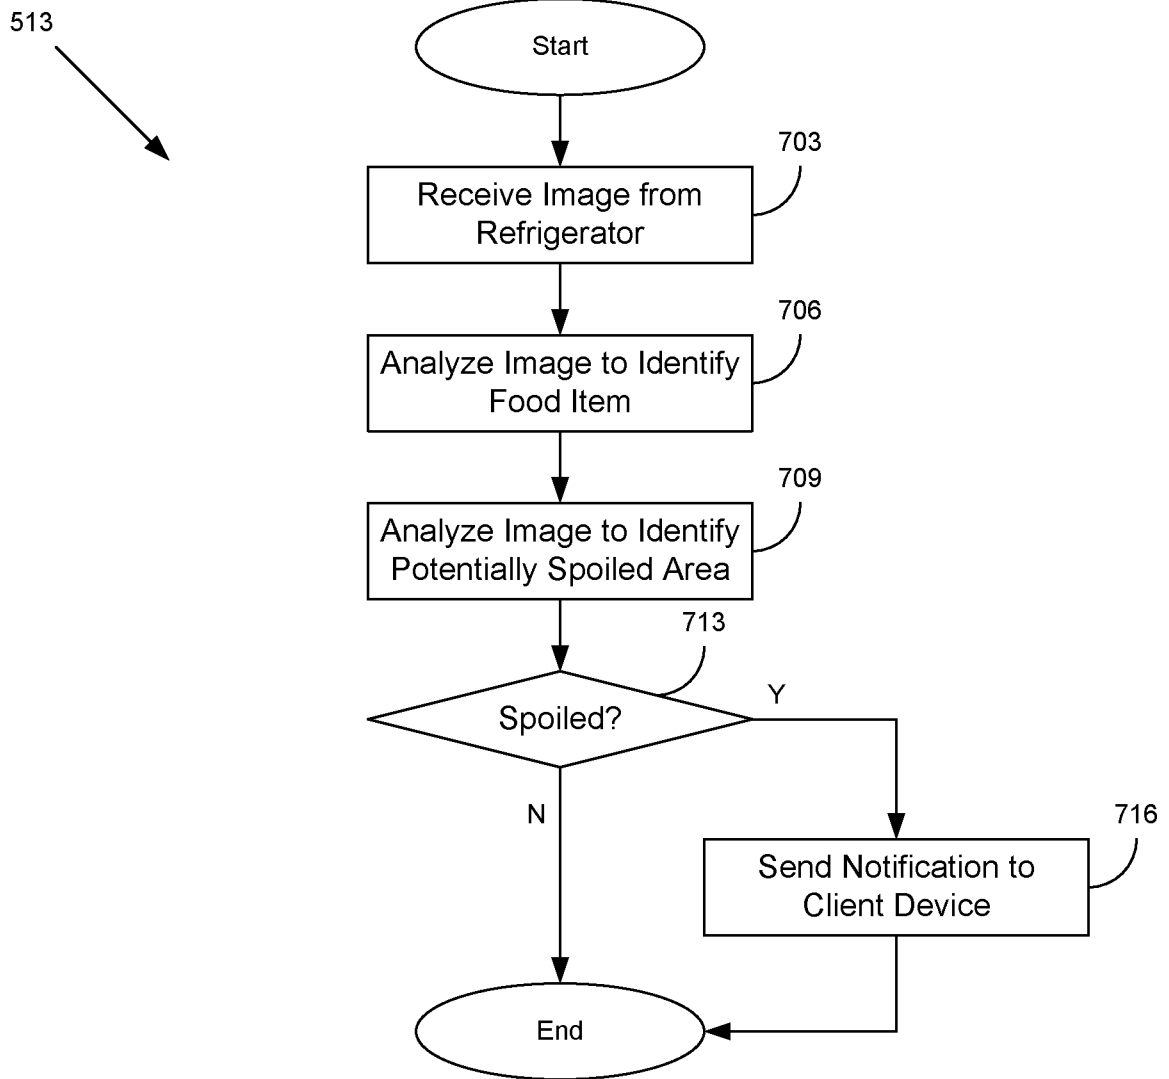 513
Start
703
Receive Image from
Refrigerator
706
Analyze Image to Identify
Food Item
709
Analyze Image to Identify
Potentially Spoiled Area
713
Spoiled?
Y
N
716
Send Notification to
Client Device
End